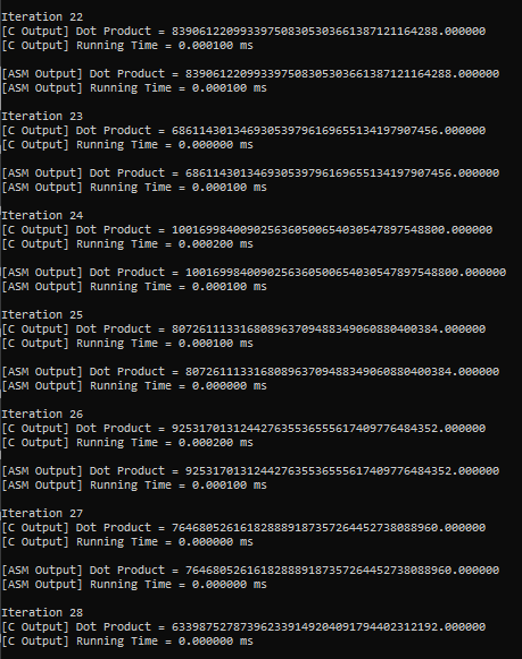 Iteration 22
[C Output] Dot Product = 83906122099339750830530366138712116​4288.000000
[C Output] Running Time = 0.000100 ms
[ASM Output] Dot Product = 839061220993397508305303661387121164288.000000
[ASM Output] Running Time = 0.000100 ms
Iteration 23
[C Output] Dot Product = 686114301346930539796169655134197907456.000000
[C Output] Running Time = 0.000000 ms
[ASM Output] Dot Product = 686114301346930539796169655134197907456.000000
[ASM Output] Running Time = 0.000100 ms
Iteration 24
[C Output] Dot Product = 1001699840090256360500654030547897548800.000000
[C Output] Running Time = 0.000200 ms
[ASM Output] Dot Product = 1001699840090256360500654030547897548800.000000
[ASM Output] Running Time = 0.000100 ms
Iteration 25
[C Output] Dot Product = 807261113316808963709488349060880400384.000000
[C Output] Running Time = 0.000100 ms
[ASM Output] Dot Product = 807261113316808963709488349060880400384.000000
[ASM Output] Running Time = 0.000000 ms
Iteration 26
[C Output] Dot Product = 925317013124427635536555617409776484352.000000
[C Output] Running Time = 0.000200 ms
[ASM Output] Dot Product = 925317013124427635536555617409776484352.000000
[ASM Output] Running Time = 0.000100 ms
Iteration 27
[C Output] Dot Product = 764680526161828889187357264452738088960.000000
[C Output] Running Time = 0.000000 ms
[ASM Output] Dot Product = 764680526161828889187357264452738088960.000000
[ASM Output] Running Time = 0.000000 ms
Iteration 28
[C Output] Dot Product = 633987527873962339149204091794402312192.000000
[C Output] Running Time = 0.000000 ms